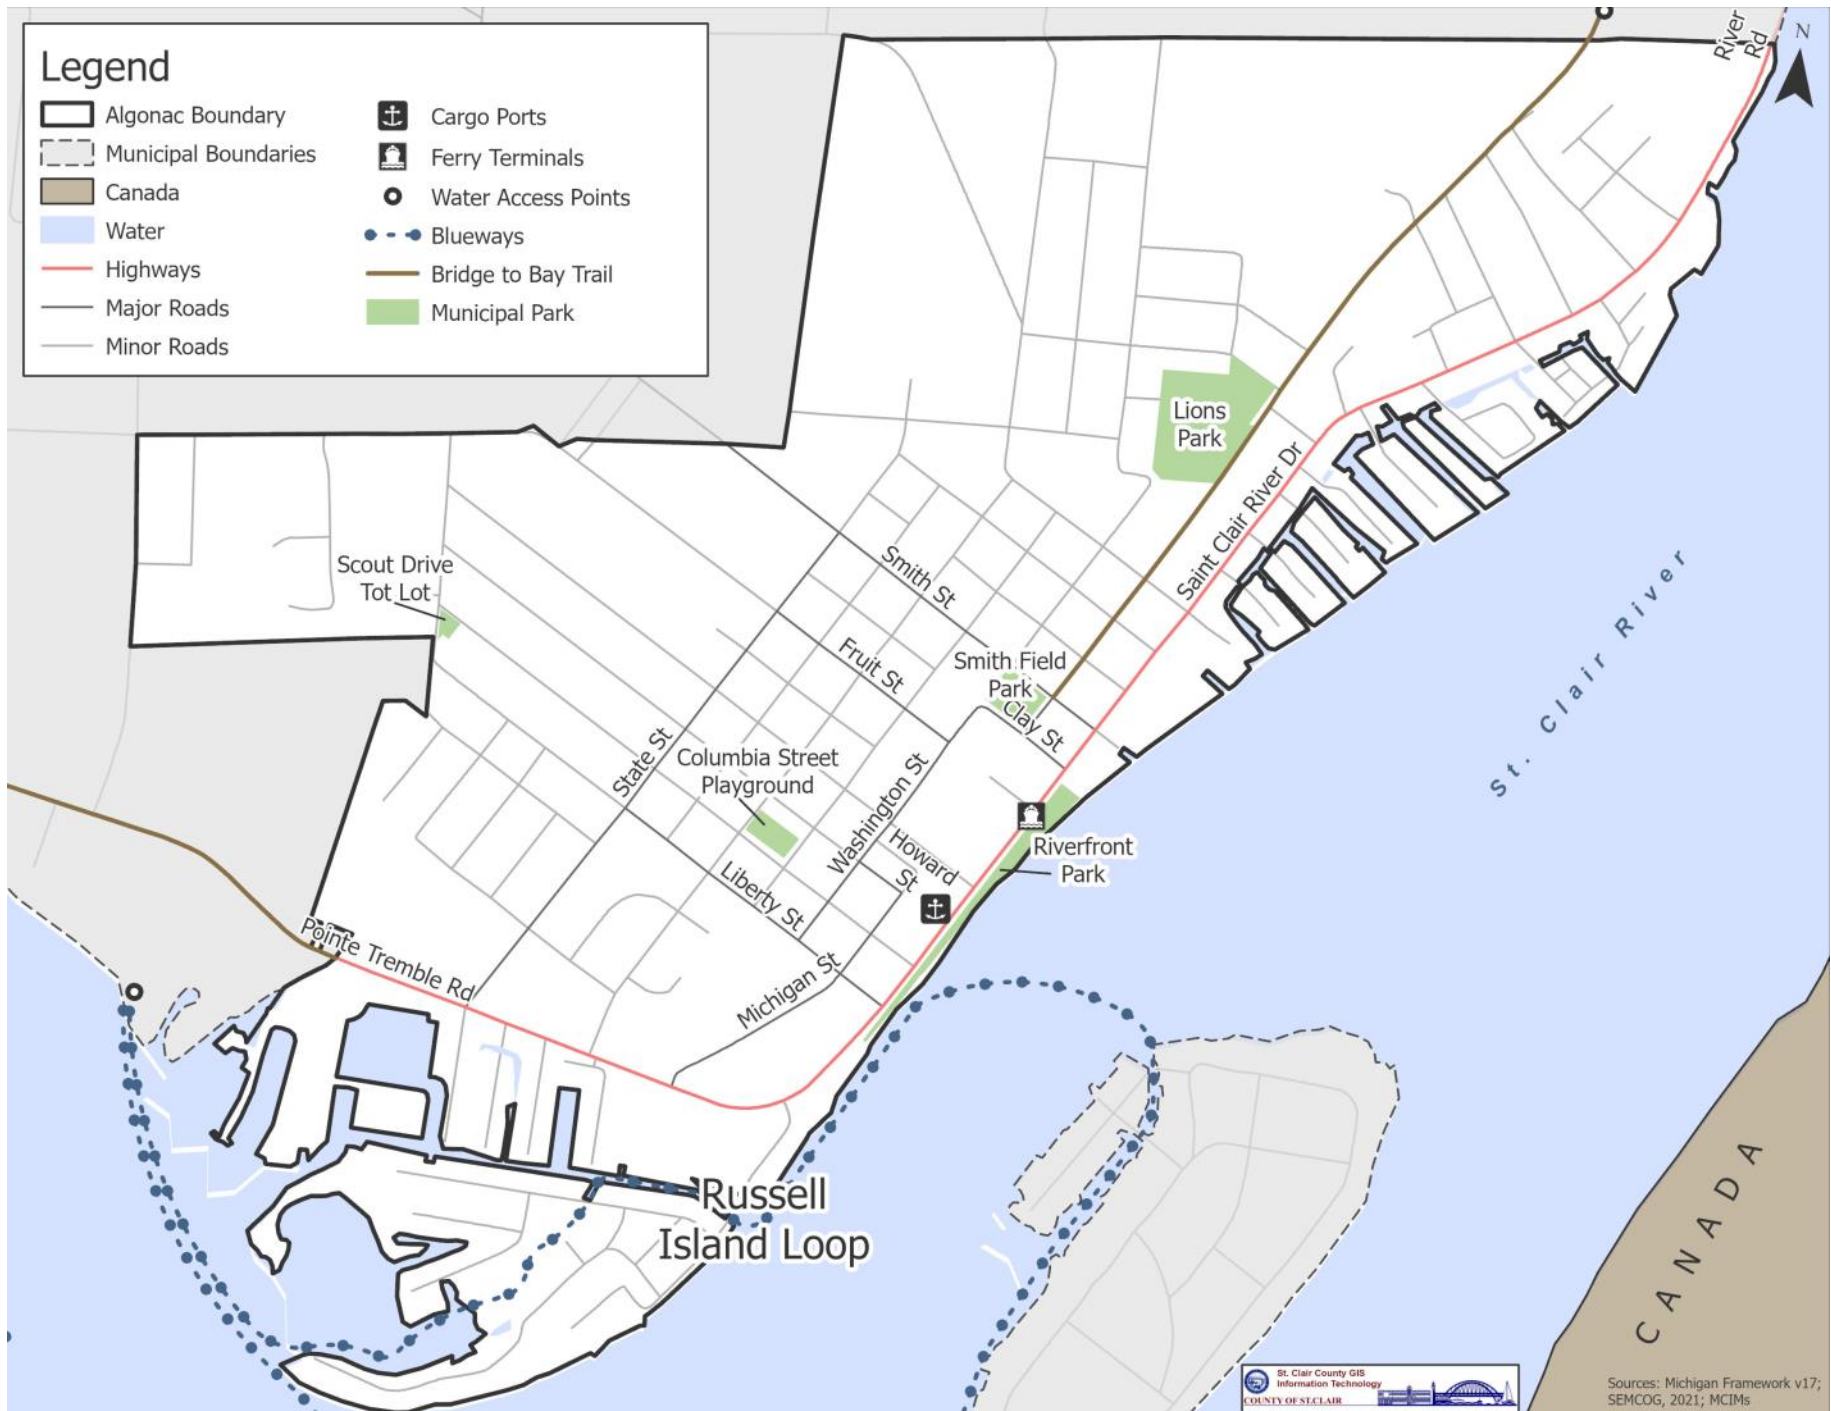 Legend
Algonac Boundary
Municipal Boundaries
Canada
Water
Highways
Major Roads
Minor Roads
Cargo Ports
Ferry Terminals
Water Access Points
Blueways
Bridge to Bay Trail
Municipal Park
River
Rd
N
Lions
Park
Saint Clair River Dr
Scout Drive
Tot Lot
Smith St
Fruit St
Smith Field
Park
Clay St
State St
Columbia Street
Playground
Washington St
Howard
St
Riverfront
Park
Liberty St
Michigan St
Pointe Tremble Rd
St. Clair River
Russell
Island Loop
CANADA
St. Clair County GIS
Information Technology
COUNTY OF ST.CLAIR
Sources: Michigan Framework v17;
SEMCOG, 2021; MCIMs